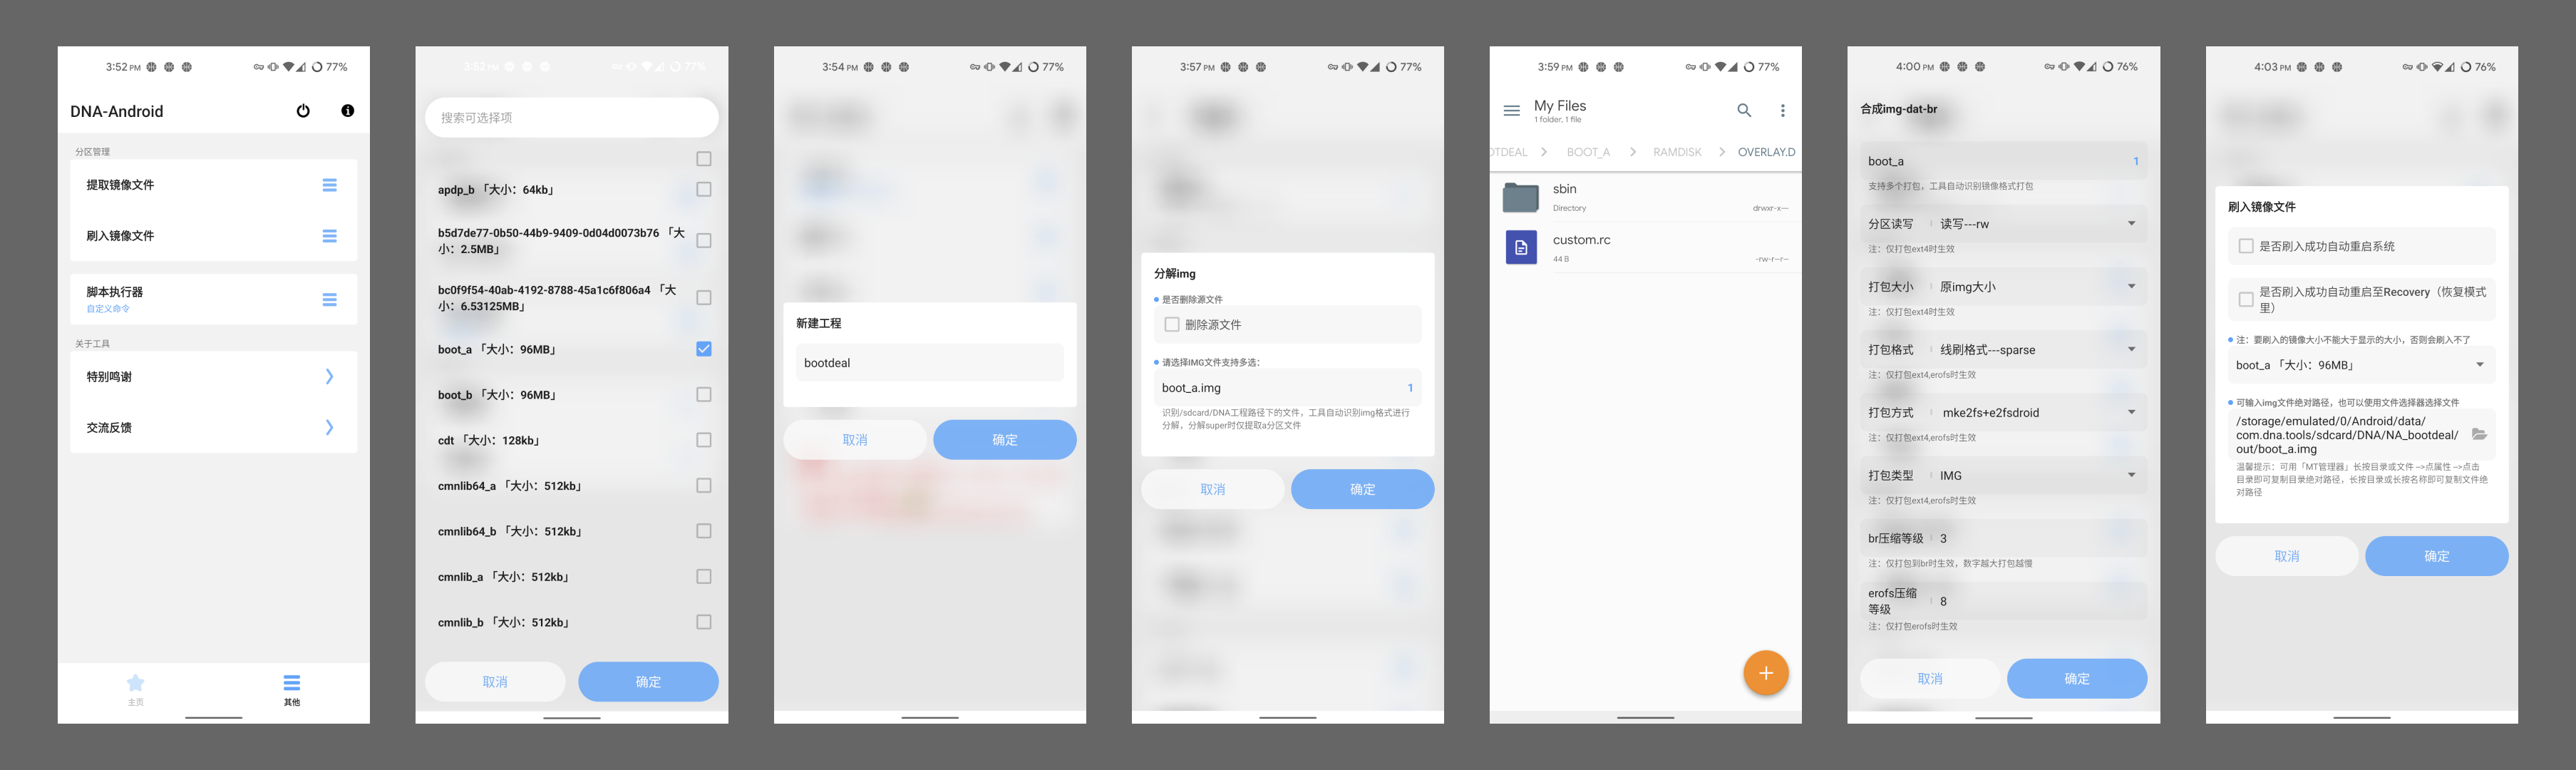 3:52 PM
77%
DNA-Android
分区管理
提取镜像文件
刷入镜像文件
脚本执行器
自定义命令
关于工具
特别鸣谢
交流反馈
主页
其他
3:52 PM
77%
搜索可选择项
apdp_b 「大小：64kb」
b5d7de77-0b50-44b9-9409-0d04d0073b76 「大
小：2.5MB」
bc0f9f54-40ab-4192-8788-45a1c6f806a4 「大
小：6.53125MB」
boot_a 「大小：96MB」
boot_b 「大小：96MB」
cdt 「大小：128kb」
cmnlib64_a 「大小：512kb」
cmnlib64_b 「大小：512kb」
cmnlib_a 「大小：512kb」
cmnlib_b 「大小：512kb」
取消
确定
3:54 PM
77%
新建工程
bootdeal
取消
确定
3:57 PM
77%
分解img
是否删除源文件
删除源文件
请选择IMG文件支持多选：
boot_a.img
1
识别/sdcard/DNA工程路径下的文件，工具自动识别img格式进行
分解，分解super时仅提取a分区文件
取消
确定
3:59 PM
77%
My Files
1 folder, 1 file
OTDEAL > BOOT_A > RAMDISK > OVERLAY.D
sbin
Directory
drwxr-x---
custom.rc
44 B
-rw-r--r--
4:00 PM
76%
合成img-dat-br
boot_a
1
支持多个打包，工具自动识别镜像格式打包
分区读写
读写---rw
注：仅打包ext4时生效
打包大小
原img大小
注：仅打包ext4时生效
打包格式
线刷格式---sparse
注：仅打包ext4,erofs时生效
打包方式
mke2fs+e2fsdroid
注：仅打包ext4,erofs时生效
打包类型
IMG
注：仅打包ext4,erofs时生效
br压缩等级
3
注：仅打包到br时生效，数字越大打包越慢
erofs压缩
等级
8
注：仅打包erofs时生效
取消
确定
4:03 PM
76%
刷入镜像文件
是否刷入成功自动重启系统
是否刷入成功自动重启至Recovery（恢复模式
里）
注：要刷入的镜像大小不能大于显示的大小，否则会刷入不了
boot_a 「大小：96MB」
可输入img文件绝对路径，也可以使用文件选择器选择文件
/storage/emulated/0/Android/data/
com.dna.tools/sdcard/DNA/NA_bootdeal/
out/boot_a.img
温馨提示：可用「MT管理器」长按目录或文件 -->点属性 -->点击
目录即可复制目录绝对路径，长按目录或长按名称即可复制文件绝
对路径
取消
确定